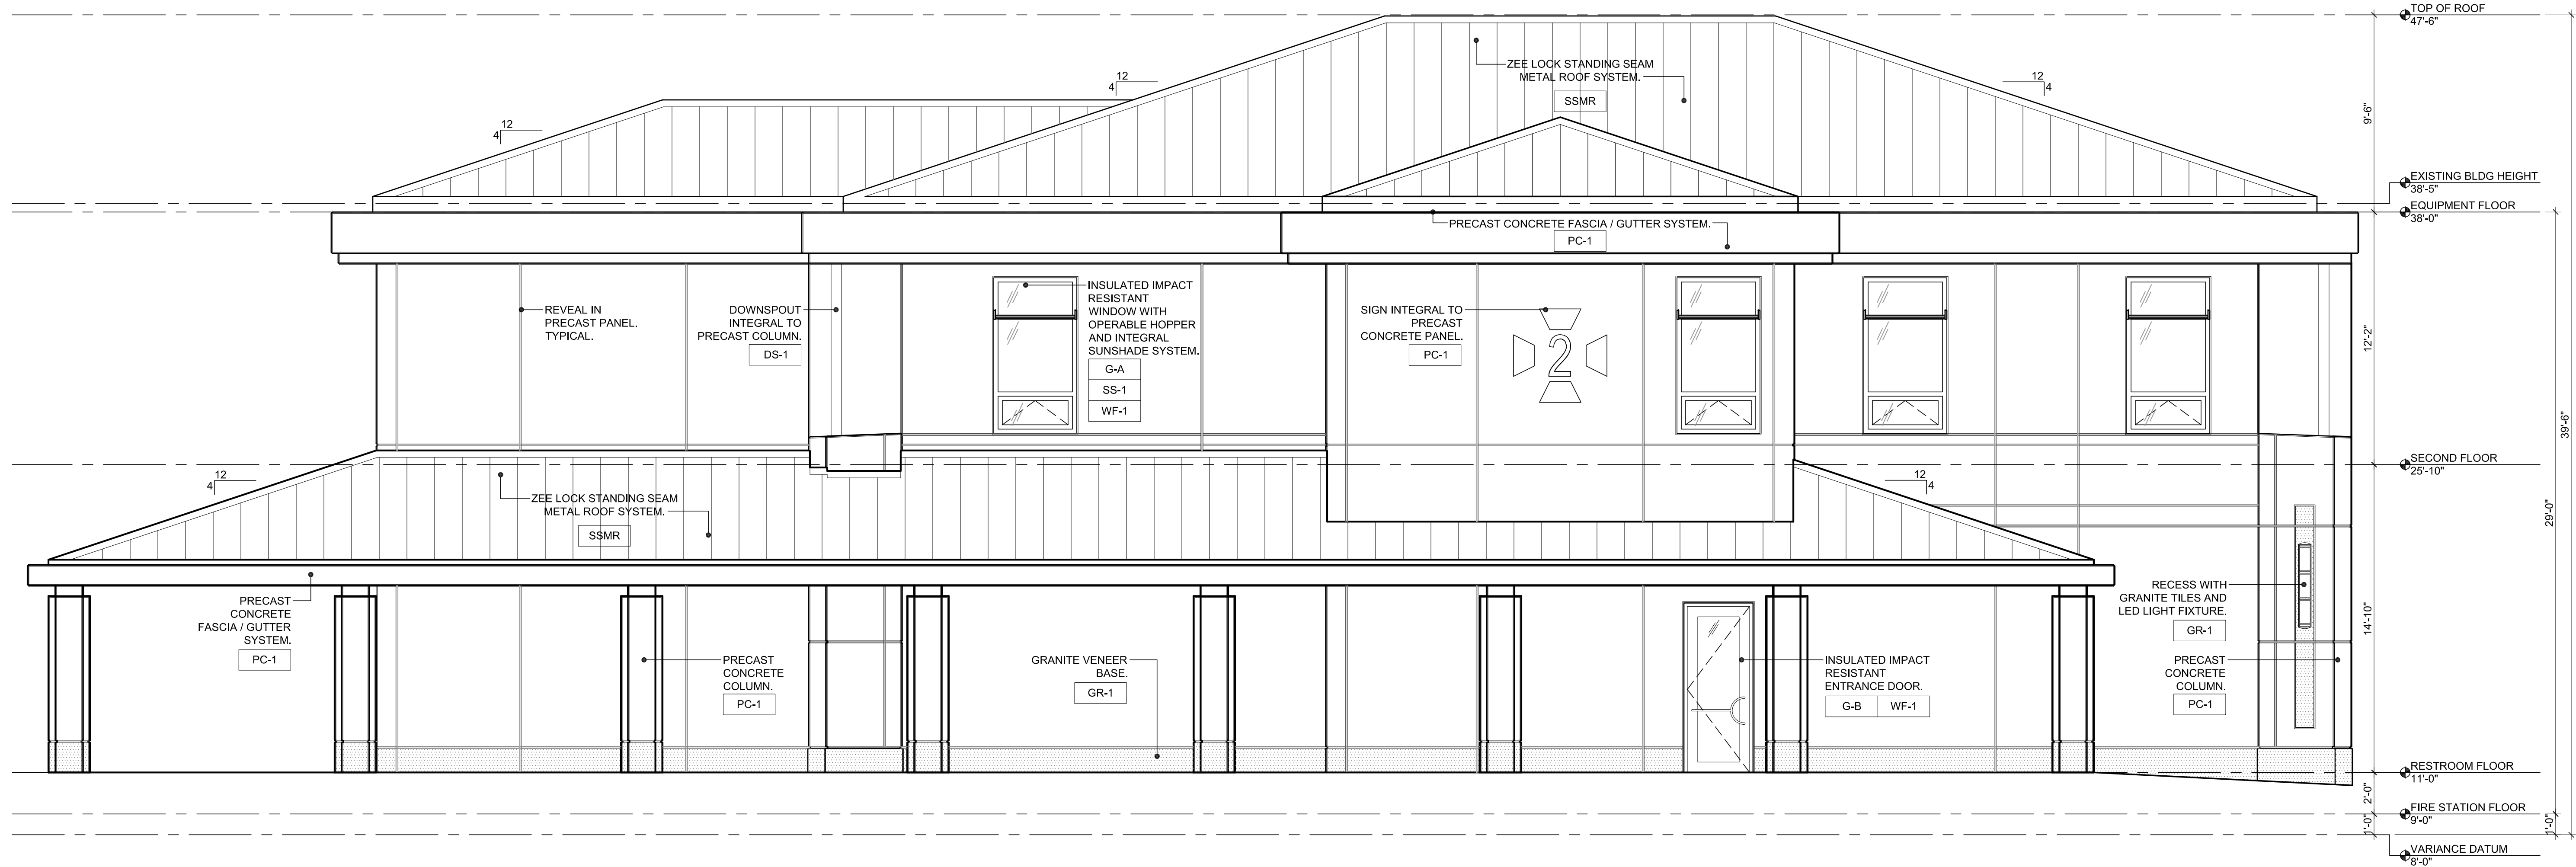 TOP OF ROOF
47'-6"
ZEE LOCK STANDING SEAM
METAL ROOF SYSTEM.
SSMR
12
4
12
4
12
4
9'-6"
EXISTING BLDG HEIGHT
38'-5"
EQUIPMENT FLOOR
38'-0"
PRECAST CONCRETE FASCIA / GUTTER SYSTEM.
PC-1
REVEAL IN
PRECAST PANEL.
TYPICAL.
DOWNSPOUT
INTEGRAL TO
PRECAST COLUMN.
DS-1
INSULATED IMPACT
RESISTANT
WINDOW WITH
OPERABLE HOPPER
AND INTEGRAL
SUNSHADE SYSTEM.
G-A
SS-1
WF-1
SIGN INTEGRAL TO
PRECAST
CONCRETE PANEL.
PC-1
2
12'-2"
39'-6"
SECOND FLOOR
25'-10"
12
4
12
4
ZEE LOCK STANDING SEAM
METAL ROOF SYSTEM.
SSMR
29'-0"
PRECAST
CONCRETE
FASCIA / GUTTER
SYSTEM.
PC-1
PRECAST
CONCRETE
COLUMN.
PC-1
GRANITE VENEER
BASE.
GR-1
INSULATED IMPACT
RESISTANT
ENTRANCE DOOR.
G-B WF-1
RECESS WITH
GRANITE TILES AND
LED LIGHT FIXTURE.
GR-1
PRECAST
CONCRETE
COLUMN.
PC-1
14'-10"
RESTROOM FLOOR
11'-0"
2'-0"
FIRE STATION FLOOR
9'-0"
1'-0"
1'-0"
VARIANCE DATUM
8'-0"